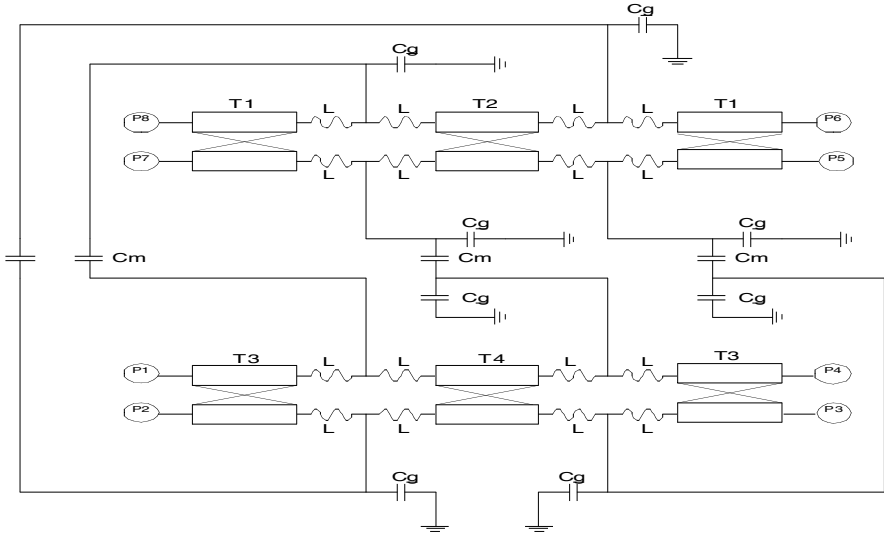 Cg
Cg
T1 L L T2 L L T1
P8 P6
P7 P5
L L L L
Cg Cg
Cm Cm Cm
Cg Cg
T3 L L T4 L L T3
P1 P4
P2 P3
L L L L
Cg Cg